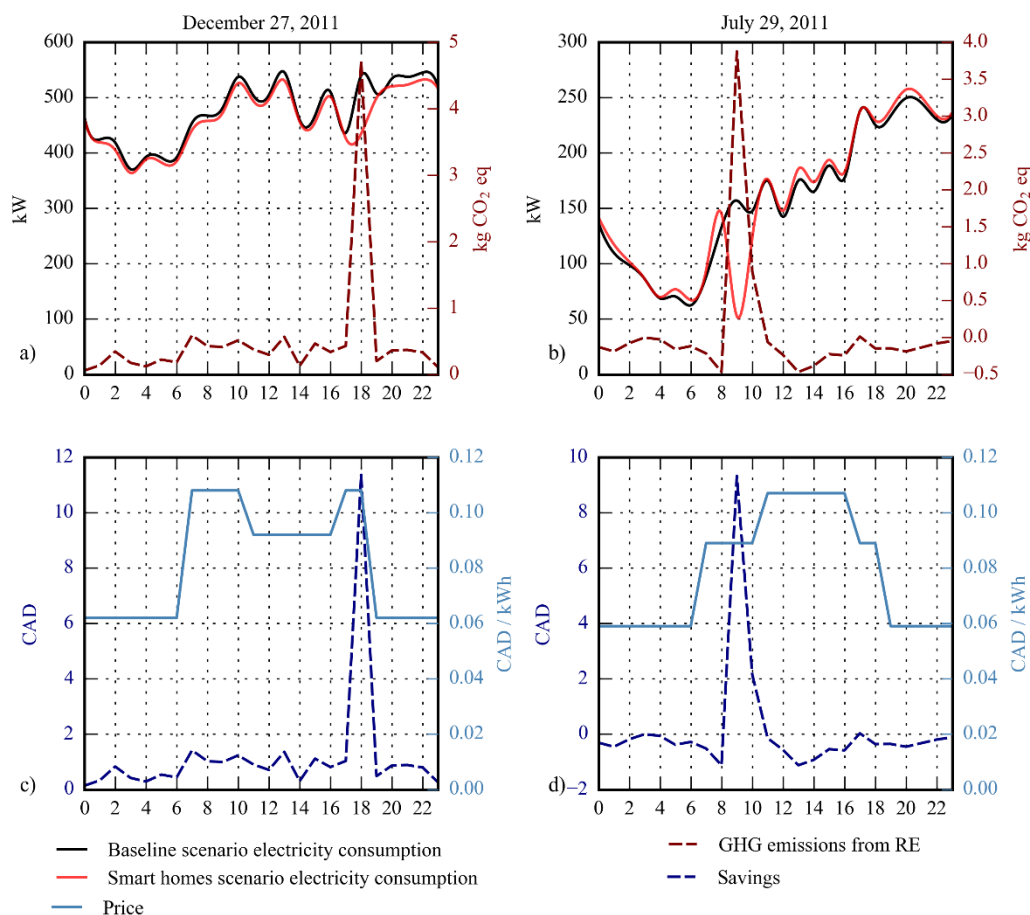 December 27, 2011
July 29, 2011
600
500
400
300
200
100
0
kW
a)
5
4
3
2
1
0
kg CO₂ eq
0 2 4 6 8 10 12 14 16 18 20 22
300
250
200
150
100
50
0
kW
b)
4.0
3.5
3.0
2.5
2.0
1.5
1.0
0.5
0.0
−0.5
kg CO₂ eq
0 2 4 6 8 10 12 14 16 18 20 22
12
10
8
6
4
2
0
CAD
c)
0.12
0.10
0.08
0.06
0.04
0.02
0.00
CAD / kWh
0 2 4 6 8 10 12 14 16 18 20 22
10
8
6
4
2
0
−2
CAD
d)
0.12
0.10
0.08
0.06
0.04
0.02
0.00
CAD / kWh
0 2 4 6 8 10 12 14 16 18 20 22
Baseline scenario electricity consumption
Smart homes scenario electricity consumption
Price
GHG emissions from RE
Savings